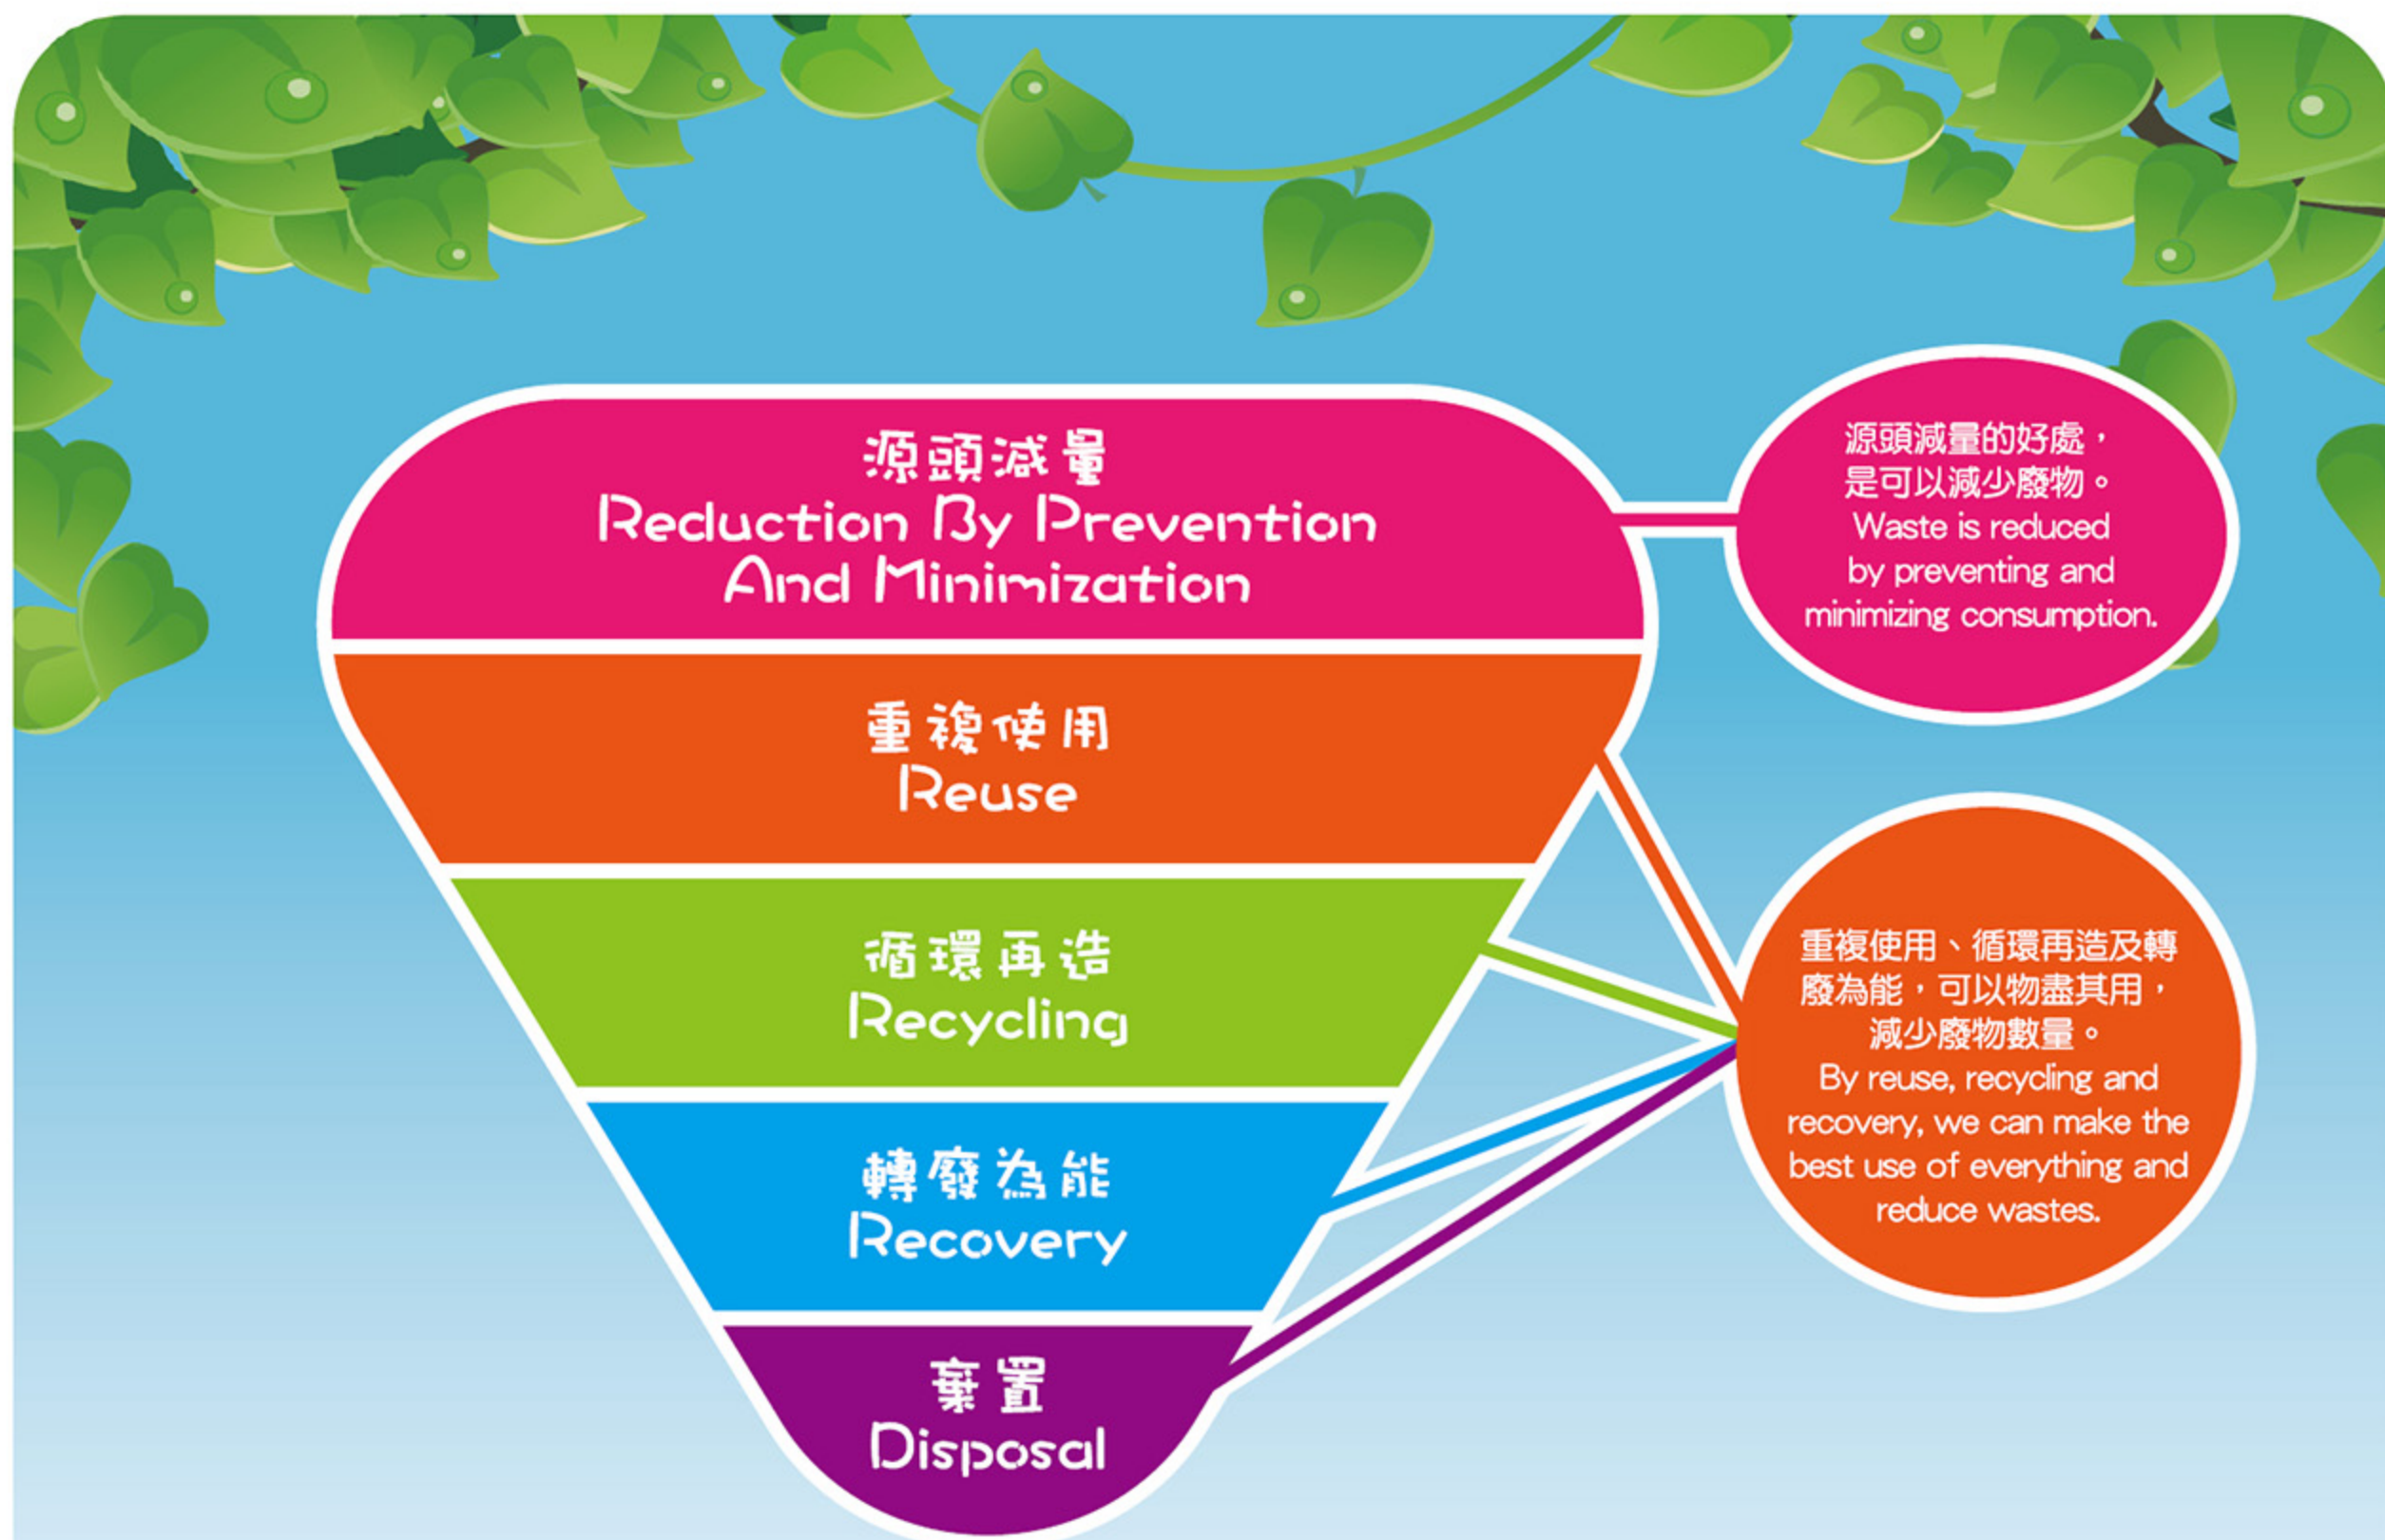 源頭減量
Reduction By Prevention
And Minimization
源頭減量的好處，
是可以減少廢物。
Waste is reduced
by preventing and
minimizing consumption.
重複使用
Reuse
循環再造
Recycling
重複使用、循環再造及轉
廢為能，可以物盡其用，
減少廢物數量。
By reuse, recycling and
recovery, we can make the
best use of everything and
reduce wastes.
轉廢為能
Recovery
棄置
Disposal